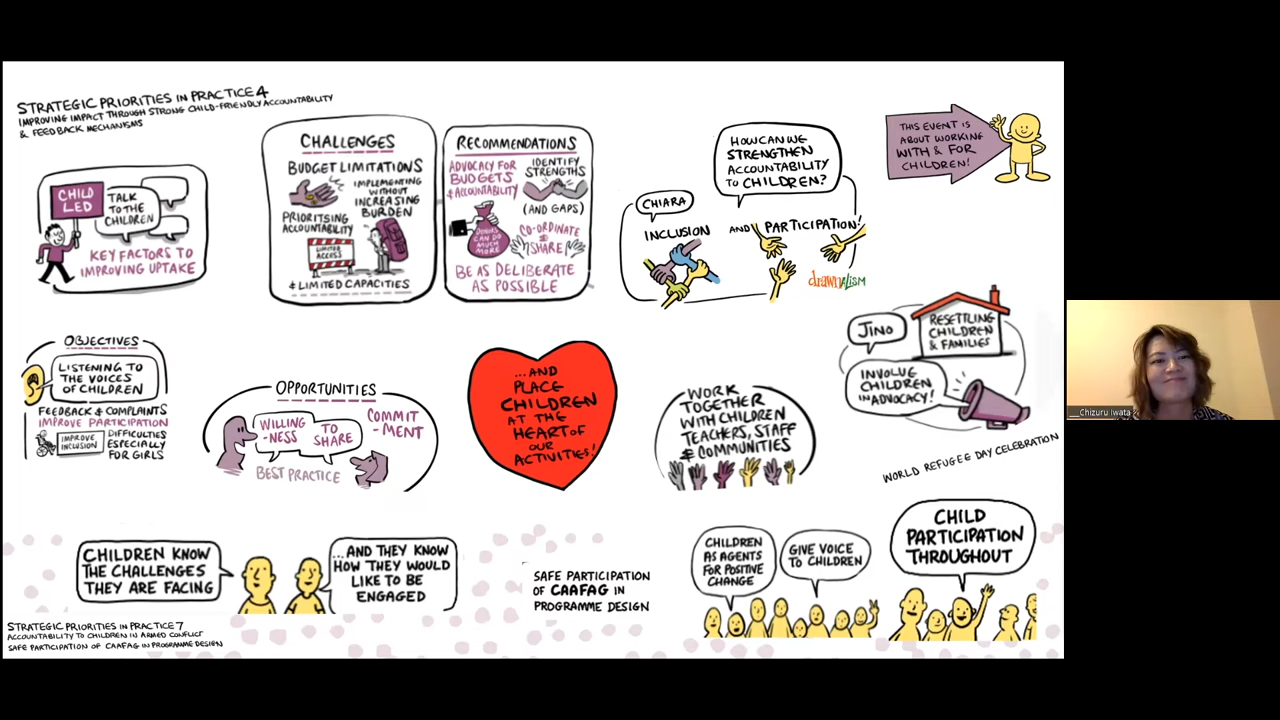 STRATEGIC PRIORITIES IN PRACTICE 4
IMPROVING IMPACT THROUGH STRONG CHILD-FRIENDLY ACCOUNTABILITY
& FEEDBACK MECHANISMS
CHILD
LED
TALK
TO THE
CHILDREN
KEY FACTORS TO
IMPROVING UPTAKE
CHALLENGES
BUDGET LIMITATIONS
IMPLEMENTING
WITHOUT
INCREASING
BURDEN
PRIORITISING
ACCOUNTABILITY
LIMITED
ACCESS
& LIMITED CAPACITIES
RECOMMENDATIONS
ADVOCACY FOR
BUDGETS
& ACCOUNTABILITY
IDENTIFY
STRENGTHS
(AND GAPS)
DONORS
CAN DO
MUCH
MORE
CO-ORDINATE
&
SHARE
BE AS DELIBERATE
AS POSSIBLE
HOW CAN WE
STRENGTHEN
ACCOUNTABILITY
TO CHILDREN?
CHIARA
INCLUSION
AND PARTICIPATION!
drawnalism
THIS EVENT IS
ABOUT WORKING
WITH & FOR
CHILDREN!
OBJECTIVES
LISTENING TO
THE VOICES
OF CHILDREN
FEEDBACK & COMPLAINTS
IMPROVE PARTICIPATION
IMPROVE
INCLUSION
DIFFICULTIES
ESPECIALLY
FOR GIRLS
OPPORTUNITIES
WILLING
-NESS
TO
SHARE
COMMIT
-MENT
BEST PRACTICE
...AND
PLACE
CHILDREN
AT THE
HEART OF
OUR
ACTIVITIES!
WORK
TOGETHER
WITH CHILDREN
TEACHERS, STAFF
& COMMUNITIES
JINO
RESETTLING
CHILDREN
& FAMILIES
INVOLVE
CHILDREN
IN ADVOCACY!
WORLD REFUGEE DAY CELEBRATION
__Chizuru Iwata
CHILDREN KNOW
THE CHALLENGES
THEY ARE FACING
...AND THEY KNOW
HOW THEY WOULD
LIKE TO BE
ENGAGED
SAFE PARTICIPATION
OF CAAFAG IN
PROGRAMME DESIGN
CHILDREN
AS AGENTS
FOR POSITIVE
CHANGE
GIVE VOICE
TO CHILDREN
CHILD
PARTICIPATION
THROUGHOUT
STRATEGIC PRIORITIES IN PRACTICE 7
ACCOUNTABILITY TO CHILDREN IN ARMED CONFLICT
SAFE PARTICIPATION OF CAAFAG IN PROGRAMME DESIGN